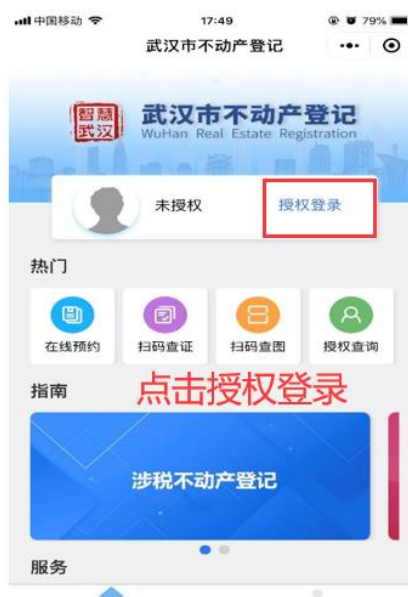 中国移动 17:49 79%
武汉市不动产登记
智慧武汉
武汉市不动产登记
WuHan Real Estate Registration
未授权 授权登录
热门
在线预约 扫码查证 扫码查图 授权查询
点击授权登录
指南
涉税不动产登记
服务